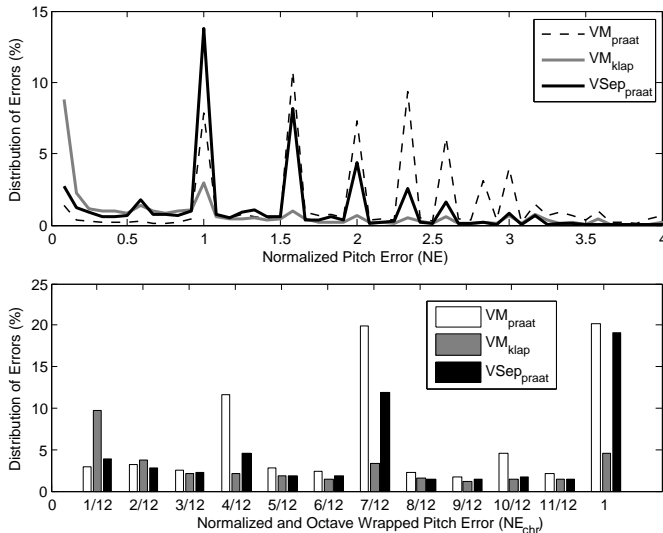 15
10
5
0
Distribution of Errors (%)
VM_praat
VM_klap
VSep_praat
0 0.5 1 1.5 2 2.5 3 3.5 4
Normalized Pitch Error (NE)
25
20
15
10
5
0
Distribution of Errors (%)
VM_praat
VM_klap
VSep_praat
0 1/12 2/12 3/12 4/12 5/12 6/12 7/12 8/12 9/12 10/12 11/12 1
Normalized and Octave Wrapped Pitch Error (NE_chr)